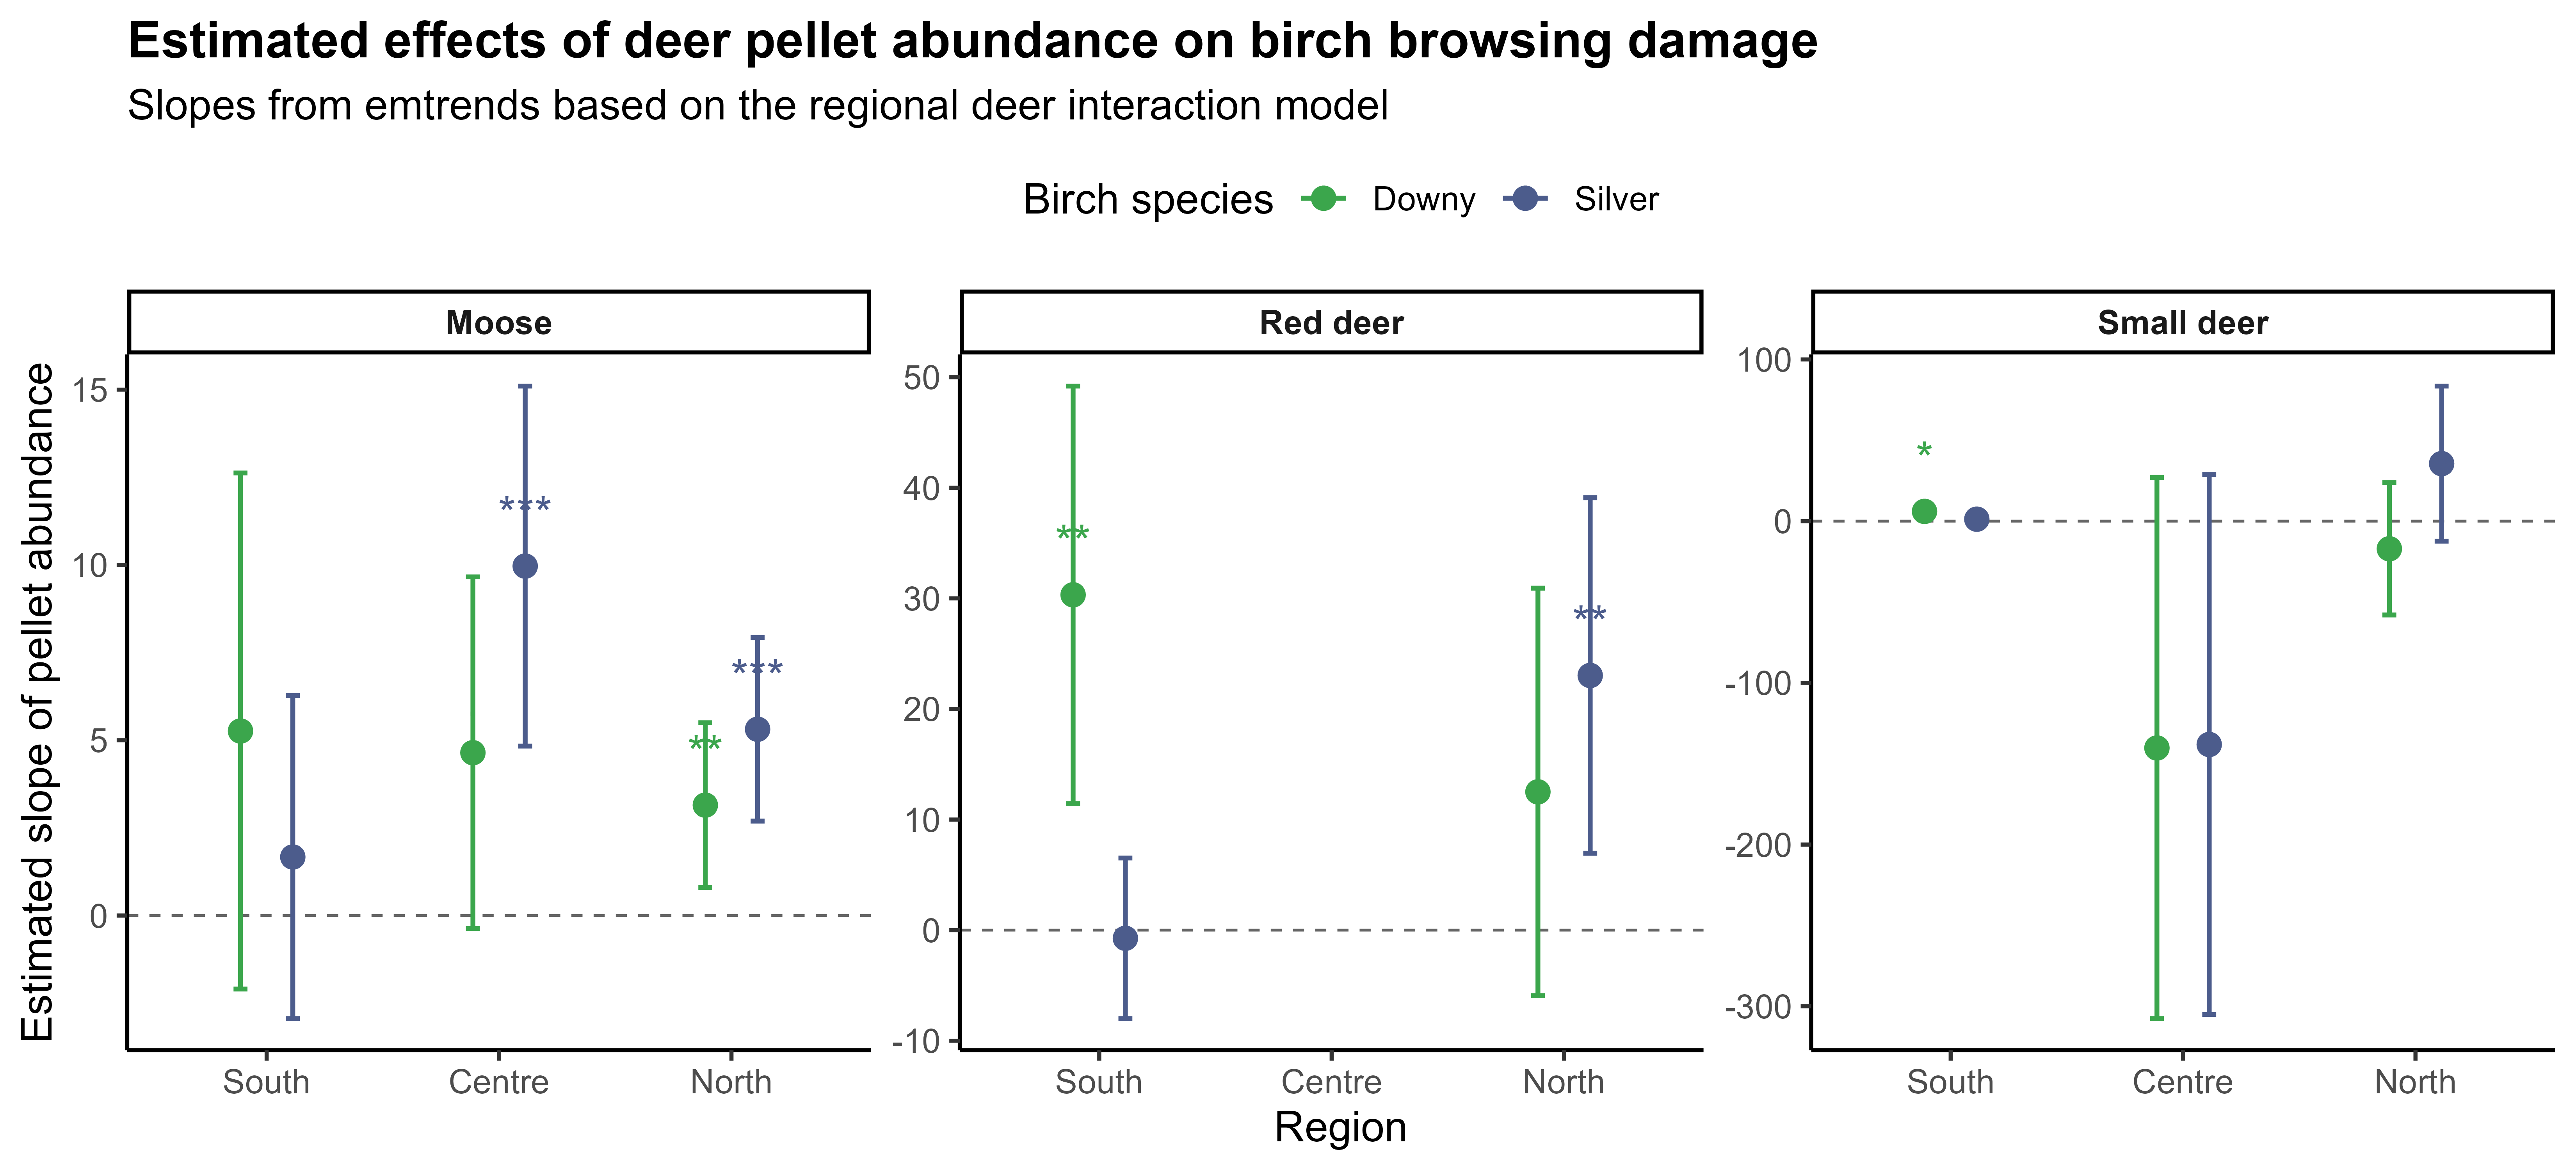 Estimated effects of deer pellet abundance on birch browsing damage
Slopes from emtrends based on the regional deer interaction model
Birch species Downy Silver
Moose
Red deer
Small deer
Estimated slope of pellet abundance
15
10
5
0
***
**
***
South Centre North
50
40
30
20
10
0
-10
**
**
South Centre North
100
0
-100
-200
-300
*
South Centre North
Region